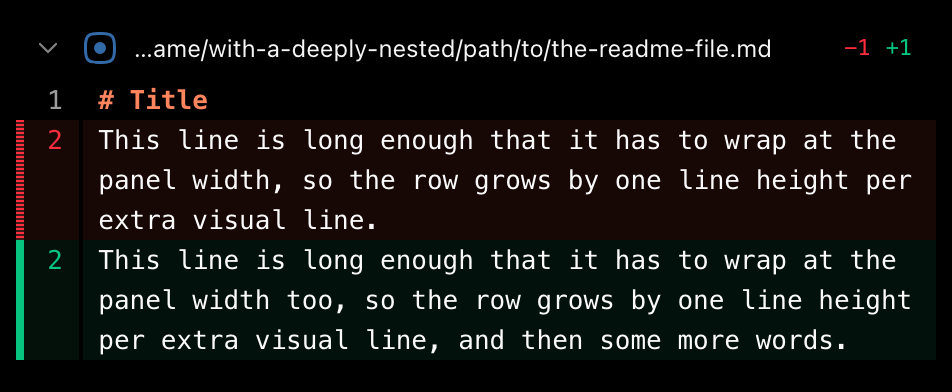 ...ame/with-a-deeply-nested/path/to/the-readme-file.md −1 +1
1 # Title
2 This line is long enough that it has to wrap at the
panel width, so the row grows by one line height per
extra visual line.
2 This line is long enough that it has to wrap at the
panel width too, so the row grows by one line height
per extra visual line, and then some more words.